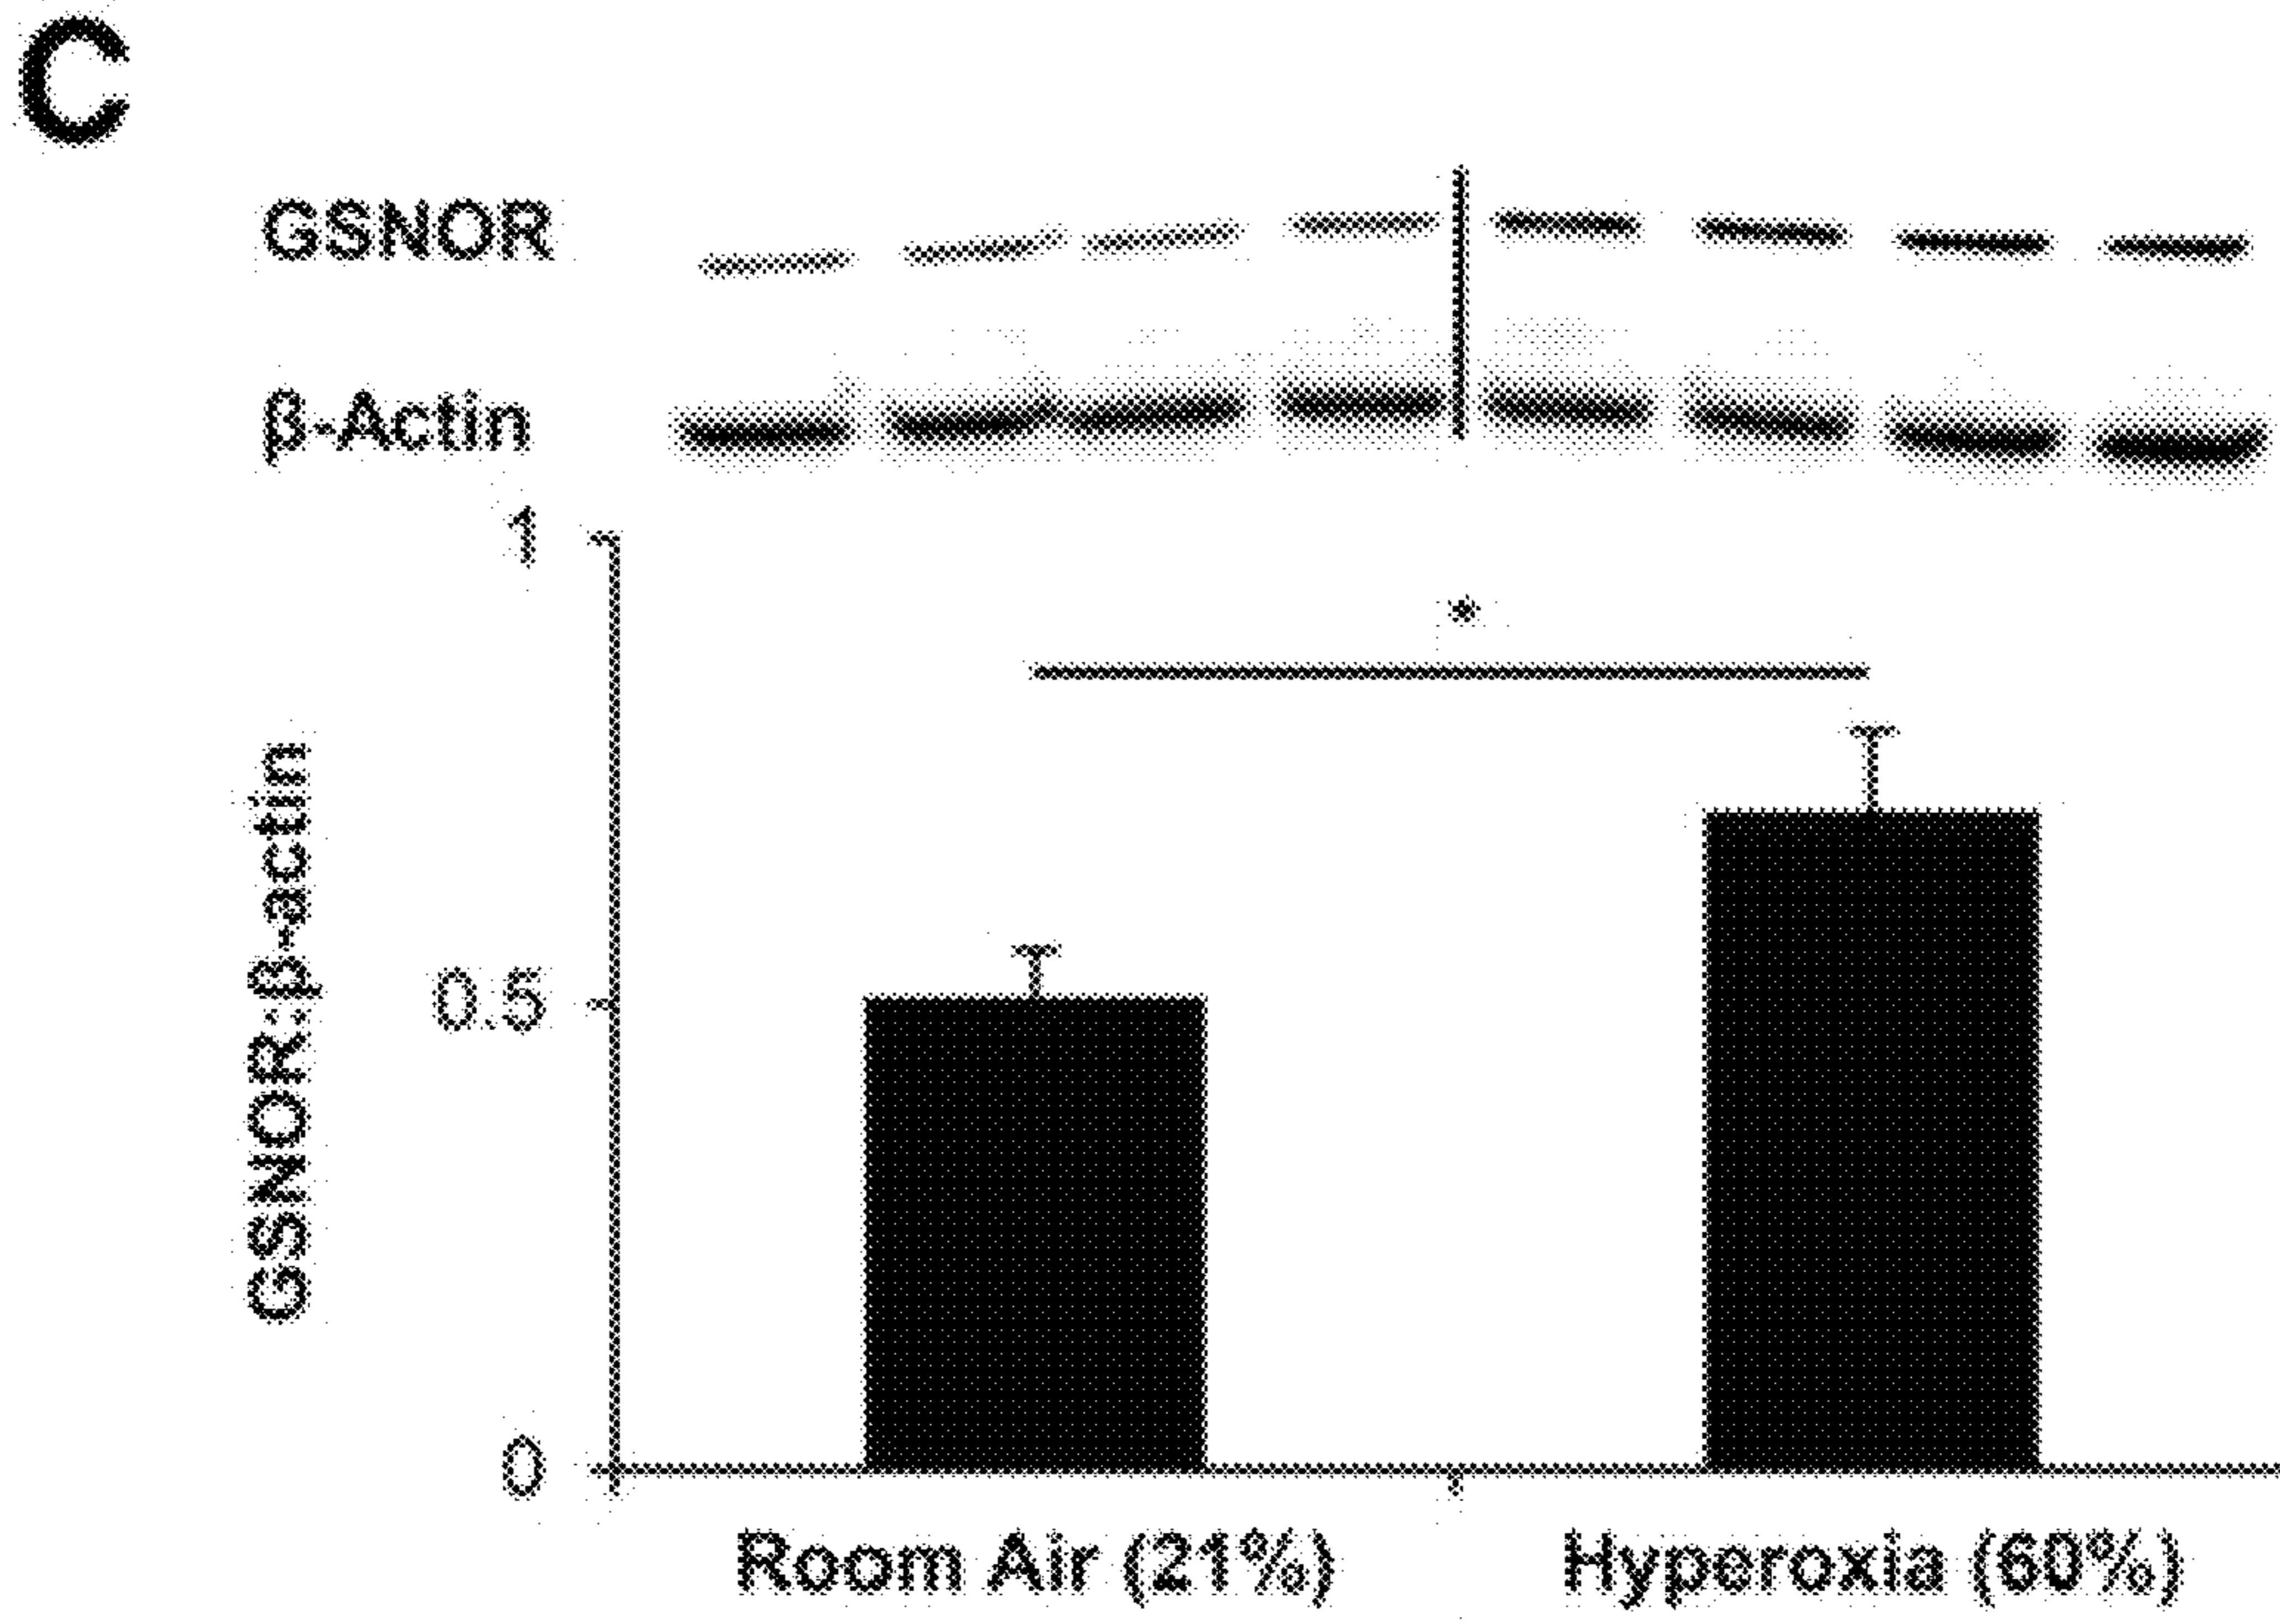 C
GSNOR
β-Actin
1
*
0.5
0
GSNOR:β-actin
Room Air (21%)
Hyperoxia (60%)